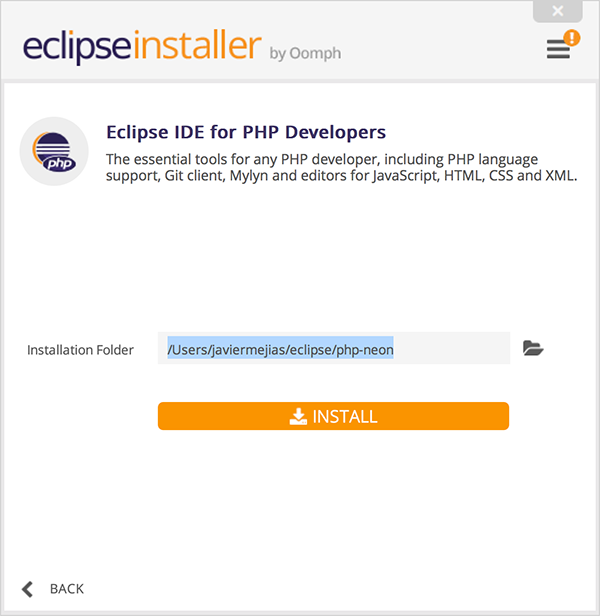 eclipseinstaller by Oomph
!
php
Eclipse IDE for PHP Developers
The essential tools for any PHP developer, including PHP language
support, Git client, Mylyn and editors for JavaScript, HTML, CSS and XML.
Installation Folder /Users/javiermejias/eclipse/php-neon
INSTALL
BACK